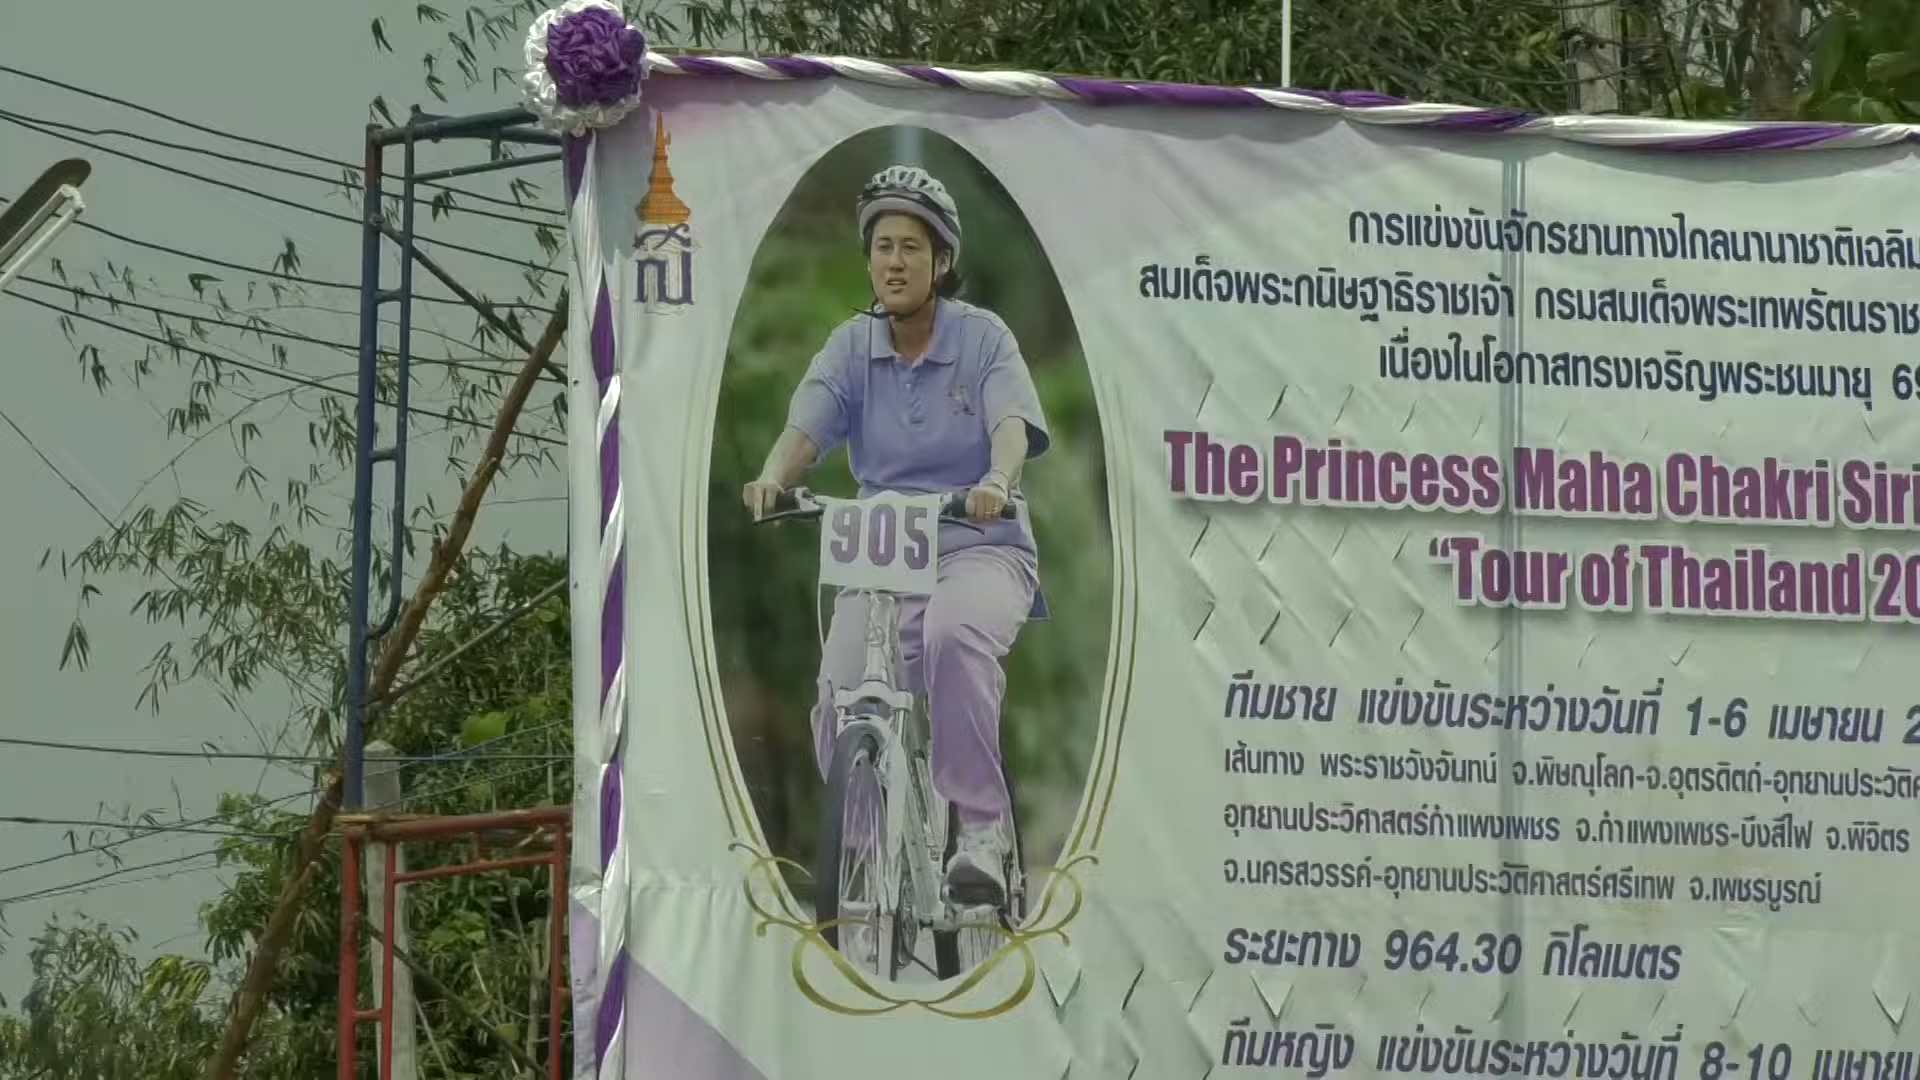 การแข่งขันจักรยานทางไกลนานาชาติเฉลิม
สมเด็จพระกนิษฐาธิราชเจ้า กรมสมเด็จพระเทพรัตนราช
เนื่องในโอกาสทรงเจริญพระชนมายุ 69
The Princess Maha Chakri Siri
“Tour of Thailand 20
905
ทีมชาย แข่งขันระหว่างวันที่ 1-6 เมษายน 2
เส้นทาง พระราชวังจันทน์ จ.พิษณุโลก-จ.อุตรดิตถ์-อุทยานประวัติ
อุทยานประวัติศาสตร์กำแพงเพชร จ.กำแพงเพชร-บึงสีไฟ จ.พิจิตร
จ.นครสวรรค์-อุทยานประวัติศาสตร์ศรีเทพ จ.เพชรบูรณ์
ระยะทาง 964.30 กิโลเมตร
ทีมหญิง แข่งขันระหว่างวันที่ 8-10 เมษายน